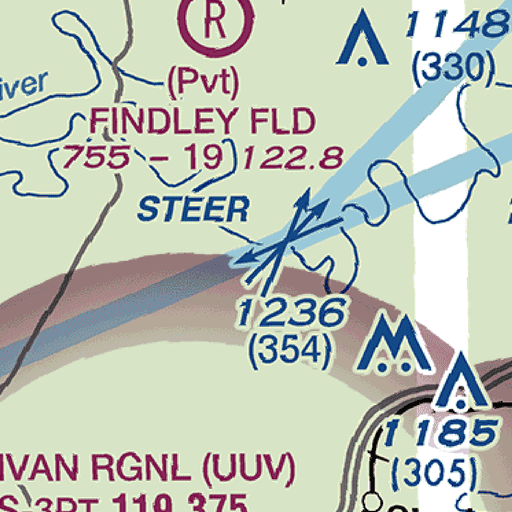 R
1148
(330)
iver
(Pvt)
FINDLEY FLD
755 - 19 122.8
STEER
1236
(354)
1185
(305)
IVAN RGNL (UUV)
S-3PT 119.375